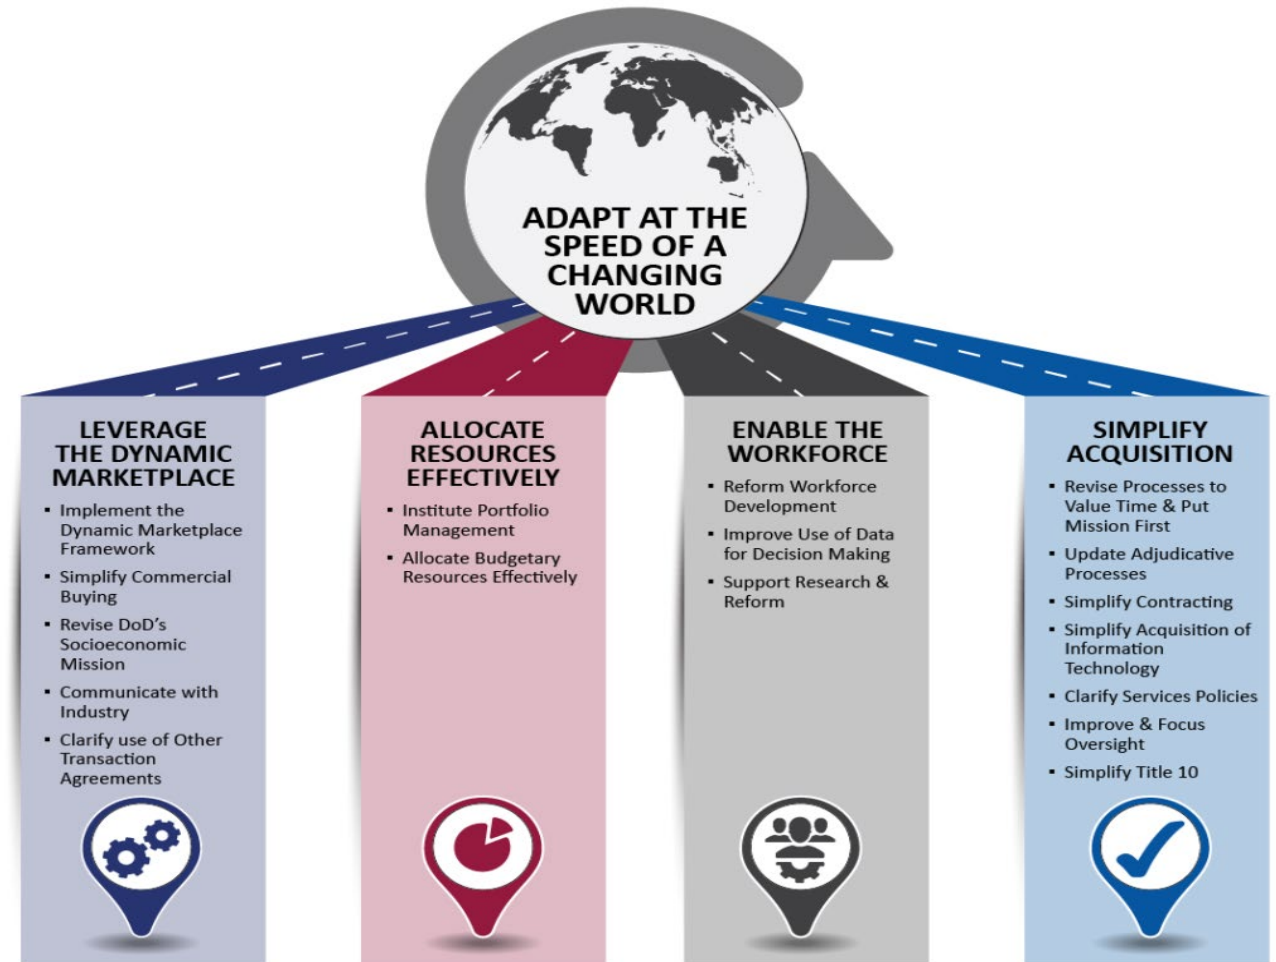 ADAPT AT THE
SPEED OF A
CHANGING
WORLD
LEVERAGE
THE DYNAMIC
MARKETPLACE
▪ Implement the
Dynamic Marketplace
Framework
▪ Simplify Commercial
Buying
▪ Revise DoD’s
Socioeconomic
Mission
▪ Communicate with
Industry
▪ Clarify use of Other
Transaction
Agreements
ALLOCATE
RESOURCES
EFFECTIVELY
▪ Institute Portfolio
Management
▪ Allocate Budgetary
Resources Effectively
ENABLE THE
WORKFORCE
▪ Reform Workforce
Development
▪ Improve Use of Data
for Decision Making
▪ Support Research &
Reform
SIMPLIFY
ACQUISITION
▪ Revise Processes to
Value Time & Put
Mission First
▪ Update Adjudicative
Processes
▪ Simplify Contracting
▪ Simplify Acquisition of
Information
Technology
▪ Clarify Services Policies
▪ Improve & Focus
Oversight
▪ Simplify Title 10